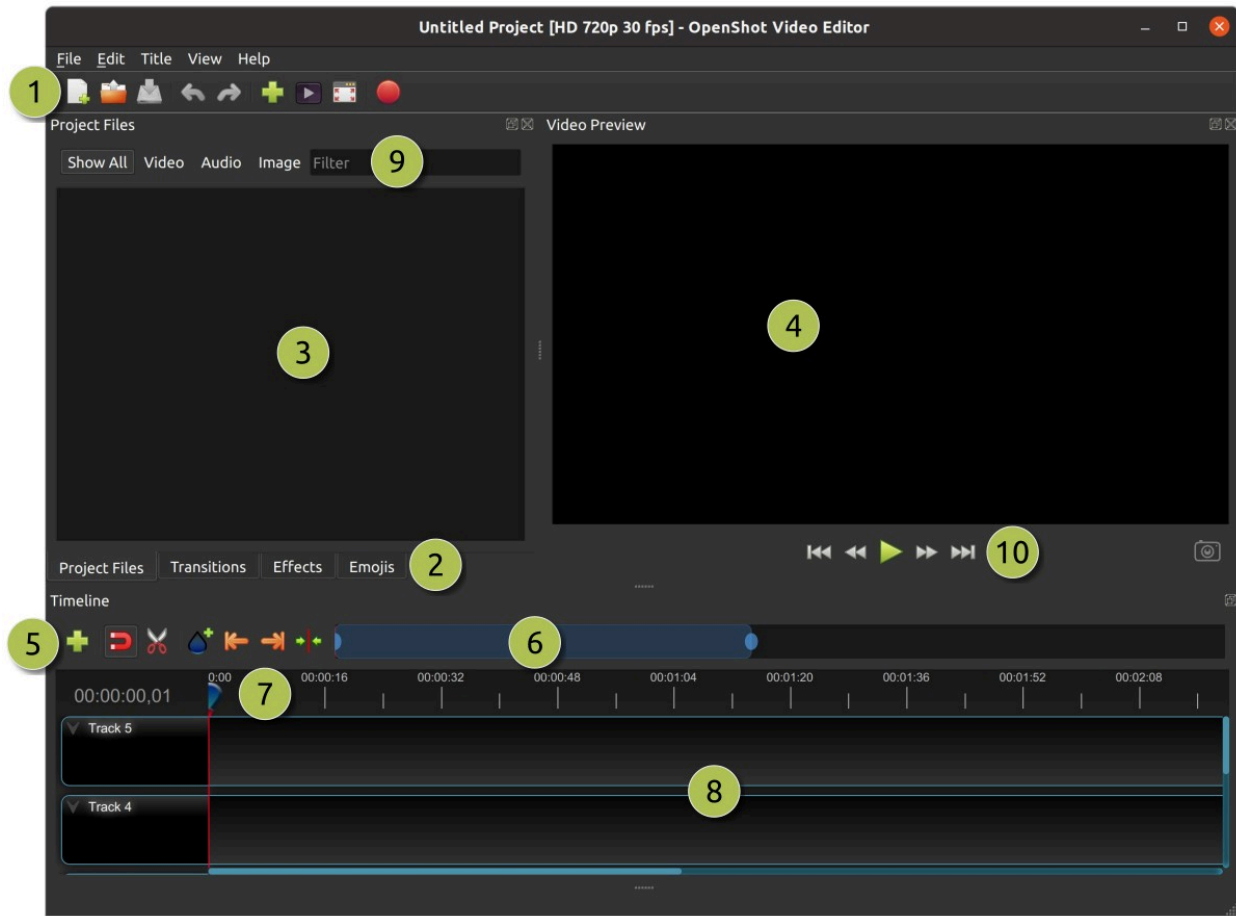 Untitled Project [HD 720p 30 fps] - OpenShot Video Editor
File Edit Title View Help
1
Project Files
Video Preview
Show All Video Audio Image Filter 9
3
4
10
Project Files Transitions Effects Emojis 2
Timeline
5
6
00:00:00,01
0:00 00:00:16 00:00:32 00:00:48 00:01:04 00:01:20 00:01:36 00:01:52 00:02:08
7
Track 5
8
Track 4